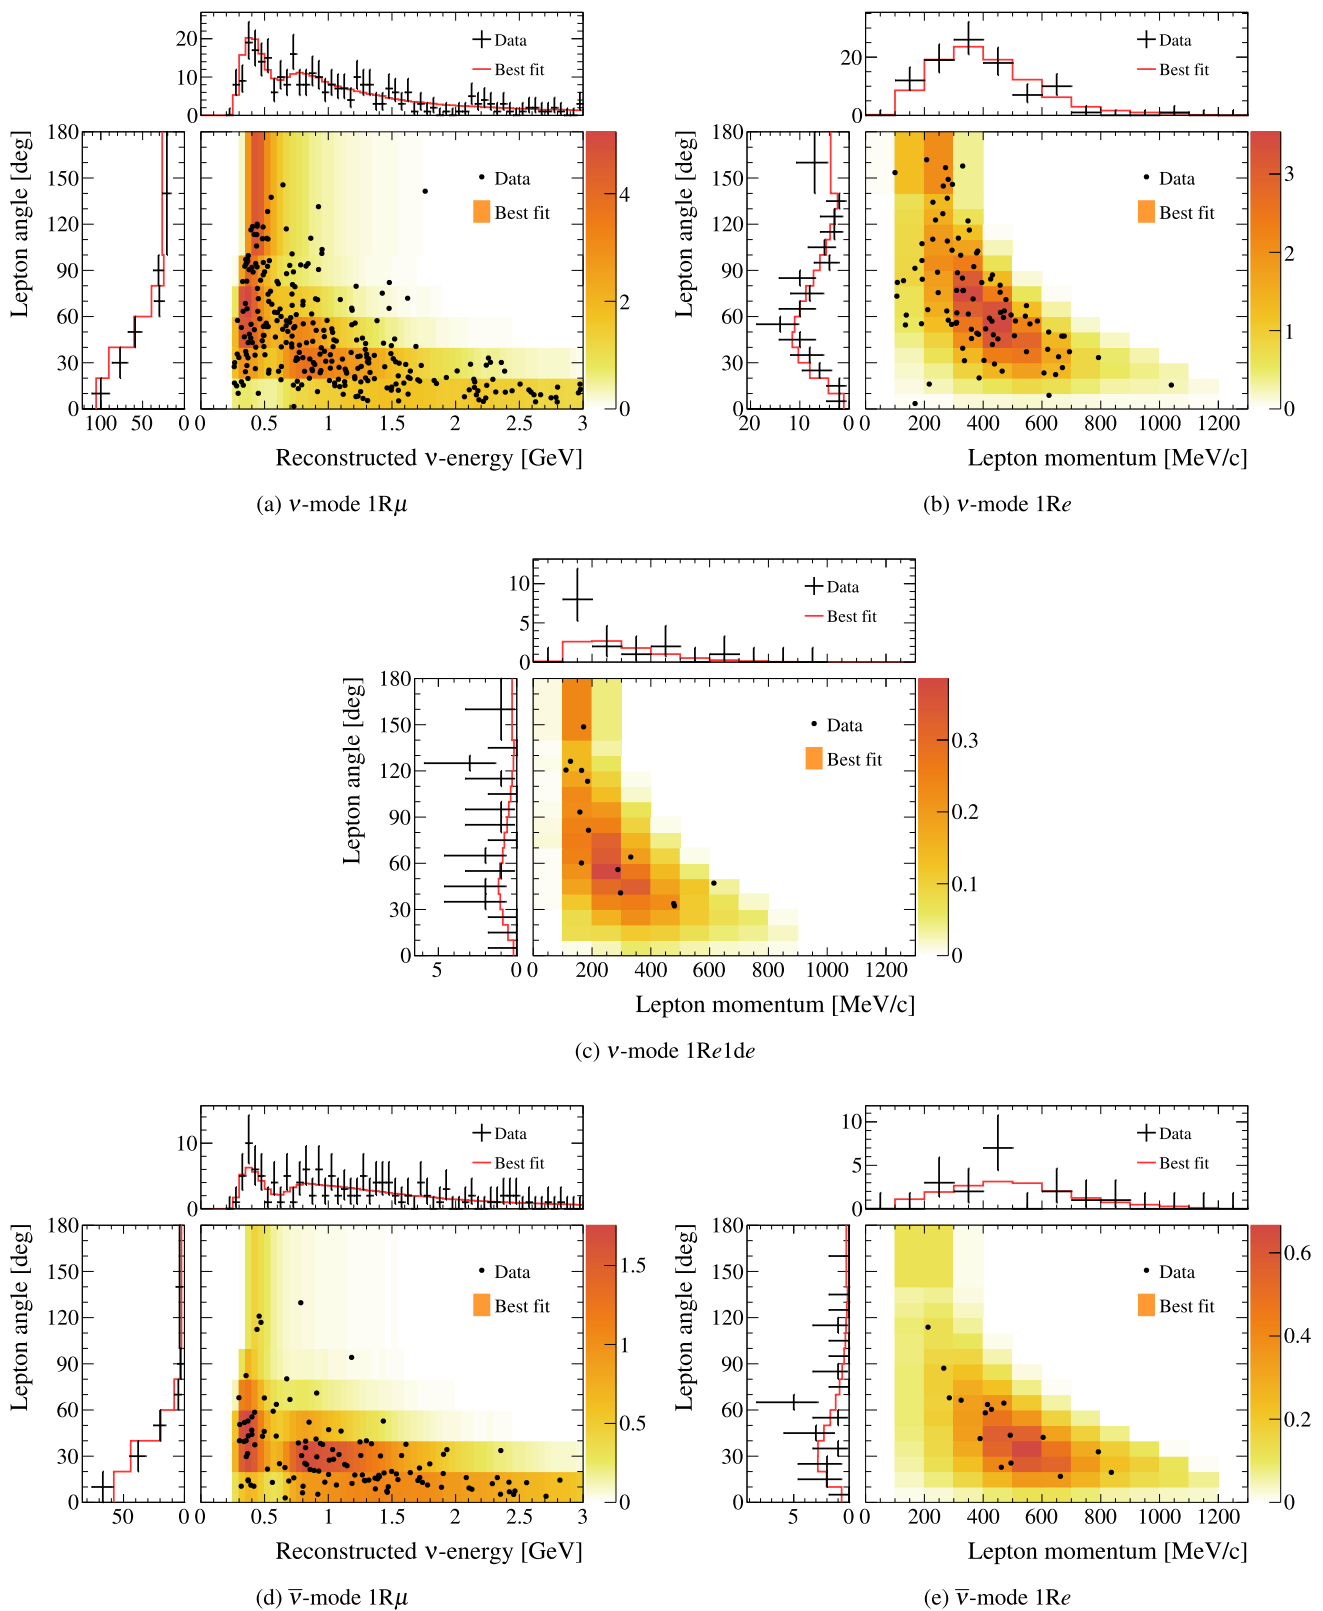 20
10
0
Data
Best fit
Lepton angle [deg]
180
150
120
90
60
30
0
100 50 0
Data
Best fit
4
2
0
0 0.5 1 1.5 2 2.5 3
Reconstructed ν-energy [GeV]
(a) ν-mode 1Rμ
20
0
Data
Best fit
Lepton angle [deg]
180
150
120
90
60
30
0
20 10 0
Data
Best fit
3
2
1
0
0 200 400 600 800 1000 1200
Lepton momentum [MeV/c]
(b) ν-mode 1Re
10
5
0
Data
Best fit
Lepton angle [deg]
180
150
120
90
60
30
0
5 0
Data
Best fit
0.3
0.2
0.1
0
0 200 400 600 800 1000 1200
Lepton momentum [MeV/c]
(c) ν-mode 1Re1de
10
0
Data
Best fit
Lepton angle [deg]
180
150
120
90
60
30
0
50 0
Data
Best fit
1.5
1
0.5
0
0 0.5 1 1.5 2 2.5 3
Reconstructed ν-energy [GeV]
(d) ν̅-mode 1Rμ
10
5
0
Data
Best fit
Lepton angle [deg]
180
150
120
90
60
30
0
5 0
Data
Best fit
0.6
0.4
0.2
0
0 200 400 600 800 1000 1200
Lepton momentum [MeV/c]
(e) ν̅-mode 1Re